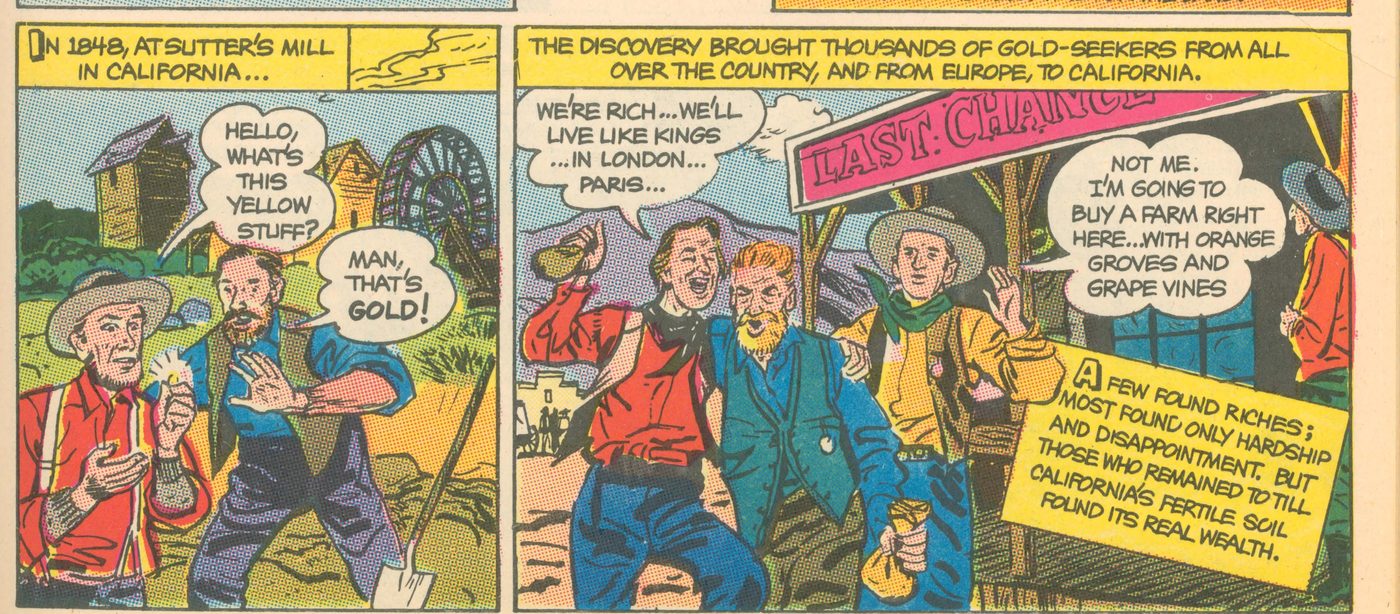 IN 1848, AT SUTTER'S MILL
IN CALIFORNIA...
HELLO,
WHAT'S
THIS
YELLOW
STUFF?
MAN,
THAT'S
GOLD!
THE DISCOVERY BROUGHT THOUSANDS OF GOLD-SEEKERS FROM ALL
OVER THE COUNTRY, AND FROM EUROPE, TO CALIFORNIA.
WE'RE RICH...WE'LL
LIVE LIKE KINGS
...IN LONDON...
PARIS...
LAST CHANCE
NOT ME.
I'M GOING TO
BUY A FARM RIGHT
HERE...WITH ORANGE
GROVES AND
GRAPE VINES
A FEW FOUND RICHES;
MOST FOUND ONLY HARDSHIP
AND DISAPPOINTMENT. BUT
THOSE WHO REMAINED TO TILL
CALIFORNIA'S FERTILE SOIL
FOUND ITS REAL WEALTH.